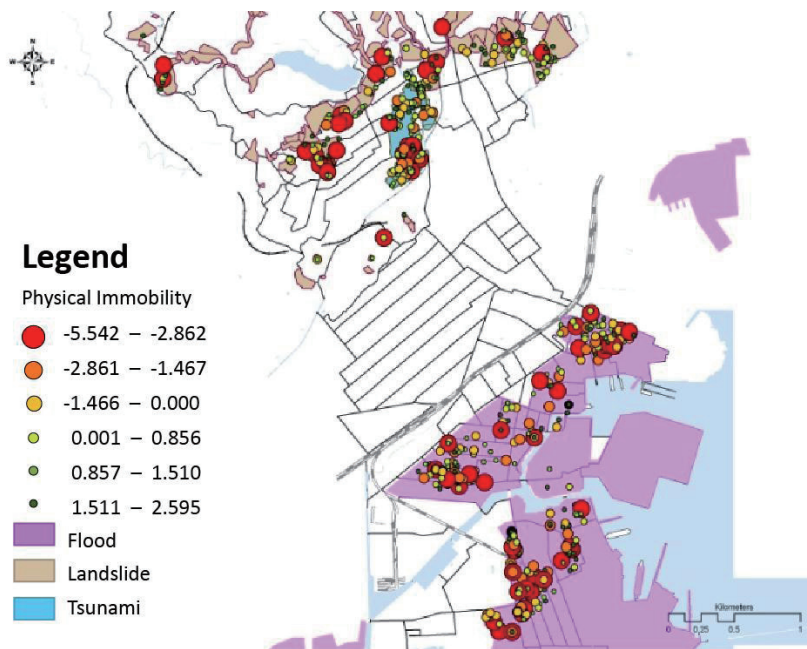 N
W
E
S
Legend
Physical Immobility
-5.542 – -2.862
-2.861 – -1.467
-1.466 – 0.000
0.001 – 0.856
0.857 – 1.510
1.511 – 2.595
Flood
Landslide
Tsunami
Kilometers
0 0,25 0,5 1